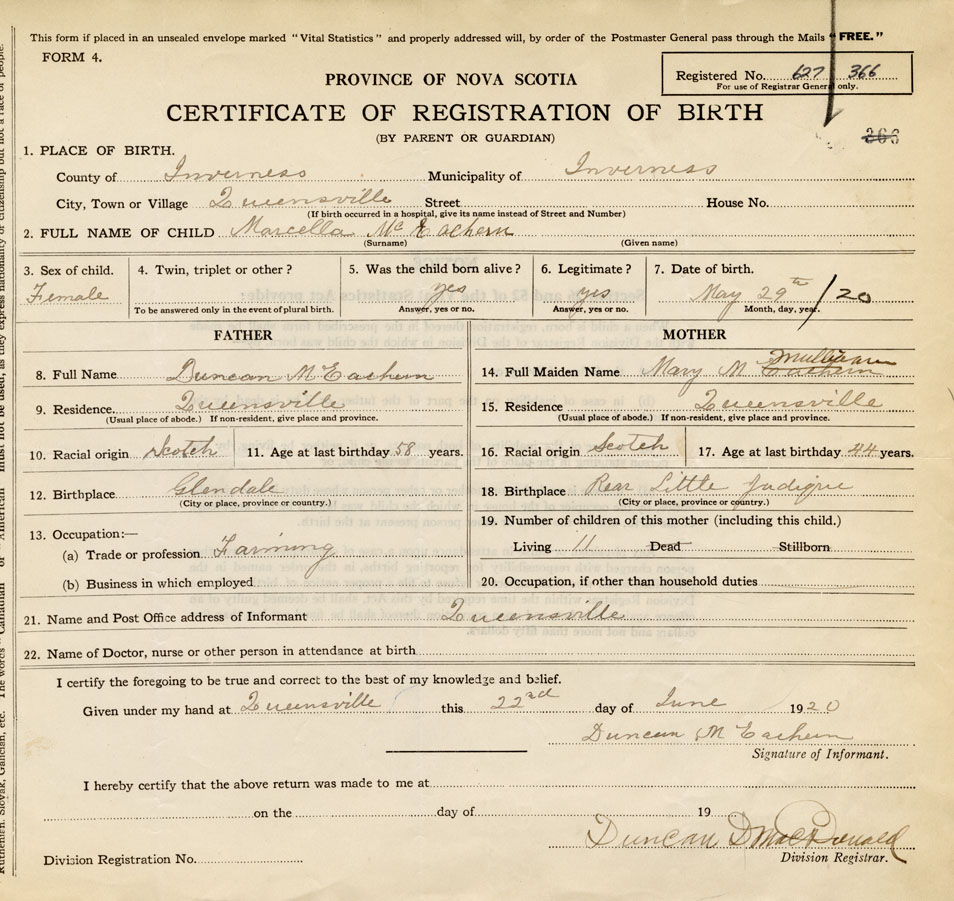 This form if placed in an unsealed envelope marked "Vital Statistics" and properly addressed will, by order of the Postmaster General pass through the Mails "FREE."
FORM 4.
Registered No. 627 366
For use of Registrar General only.
PROVINCE OF NOVA SCOTIA
CERTIFICATE OF REGISTRATION OF BIRTH
(BY PARENT OR GUARDIAN)
363
1. PLACE OF BIRTH.
County of Inverness Municipality of Inverness
City, Town or Village Queensville Street House No.
(If birth occurred in a hospital, give its name instead of Street and Number)
2. FULL NAME OF CHILD Marcella Mc Eachern
(Surname) (Given name)
3. Sex of child. 4. Twin, triplet or other? 5. Was the child born alive? 6. Legitimate? 7. Date of birth.
Female yes yes May 29th/20
To be answered only in the event of plural birth. Answer, yes or no. Answer, yes or no. Month, day, year.
FATHER MOTHER
8. Full Name Duncan McEachern
14. Full Maiden Name Mary M Eachern
9. Residence. Queensville
15. Residence Queensville
(Usual place of abode.) If non-resident, give place and province.
(Usual place of abode.) If non-resident, give place and province.
10. Racial origin Scotch 11. Age at last birthday 58 years.
16. Racial origin Scotch 17. Age at last birthday 44 years.
12. Birthplace Glendale
(City or place, province or country.)
18. Birthplace Rear Little Judique
(City or place, province or country.)
13. Occupation:—
(a) Trade or profession Farming
(b) Business in which employed
19. Number of children of this mother (including this child.)
Living 11 Dead Stillborn
20. Occupation, if other than household duties
21. Name and Post Office address of Informant Queensville
22. Name of Doctor, nurse or other person in attendance at birth
I certify the foregoing to be true and correct to the best of my knowledge and belief.
Given under my hand at Queensville this 22nd day of June 1920
Duncan McEachern
Signature of Informant.
I hereby certify that the above return was made to me at
on the day of 19
Duncan D MacDonald
Division Registration No. Division Registrar.